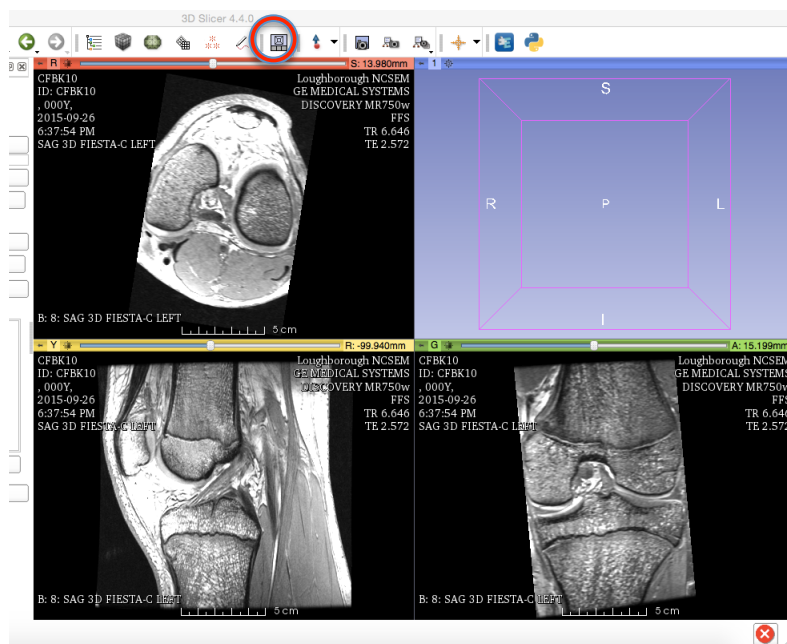 3D Slicer 4.4.0
R
S: 13.980mm
CFBK10
ID: CFBK10
, 000Y,
2015-09-26
6:37:54 PM
SAG 3D FIESTA-C LEFT
Loughborough NCSEM
GE MEDICAL SYSTEMS
DISCOVERY MR750w
FFS
TR 6.646
TE 2.572
B: 8: SAG 3D FIESTA-C LEFT
5 cm
1
S
R
P
L
I
Y
R: -99.940mm
CFBK10
ID: CFBK10
, 000Y,
2015-09-26
6:37:54 PM
SAG 3D FIESTA-C LEFT
Loughborough NCSEM
GE MEDICAL SYSTEMS
DISCOVERY MR750w
FFS
TR 6.646
TE 2.572
B: 8: SAG 3D FIESTA-C LEFT
5 cm
G
A: 15.199mm
CFBK10
ID: CFBK10
, 000Y,
2015-09-26
6:37:54 PM
SAG 3D FIESTA-C LEFT
Loughborough NCSEM
GE MEDICAL SYSTEMS
DISCOVERY MR750w
FFS
TR 6.646
TE 2.572
B: 8: SAG 3D FIESTA-C LEFT
5 cm